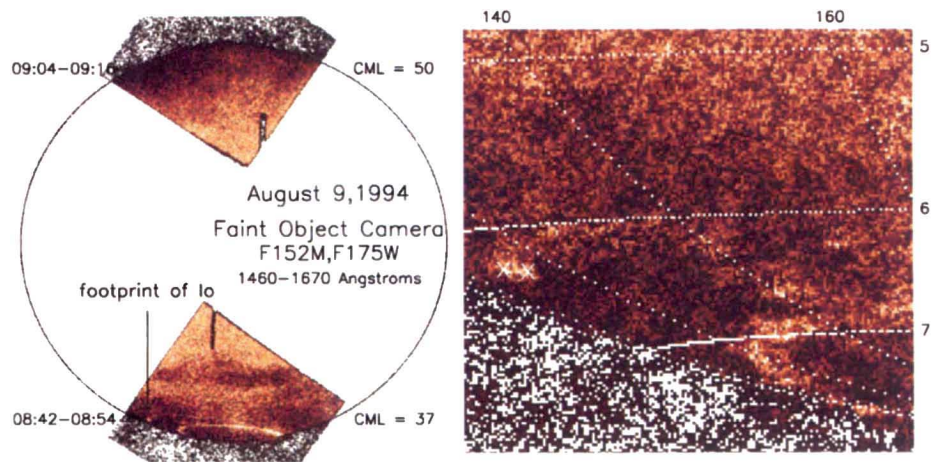 09:04–09:16
CML = 50
August 9,1994
Faint Object Camera
F152M,F175W
1460–1670 Angstroms
footprint of Io
08:42–08:54
CML = 37
140
160
5
6
7